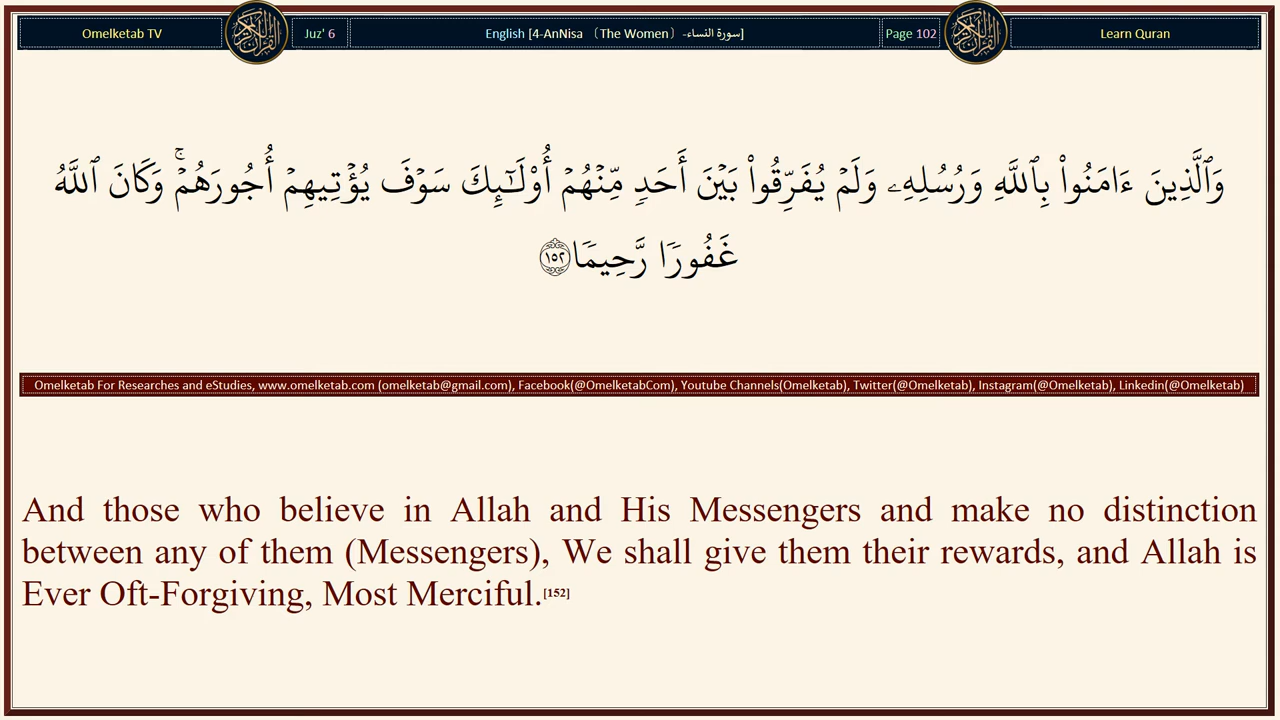 Omelketab TV
Juz' 6
English [4-AnNisa （The Women） -سورة النساء]
Page 102
Learn Quran
وَٱلَّذِينَ ءَامَنُوا۟ بِٱللَّهِ وَرُسُلِهِۦ وَلَمْ يُفَرِّقُوا۟ بَيْنَ أَحَدٍ مِّنْهُمْ أُو۟لَـٰٓئِكَ سَوْفَ يُؤْتِيهِمْ أُجُورَهُمْ ۚ وَكَانَ ٱللَّهُ
غَفُورًا رَّحِيمًا ١٥٢
Omelketab For Researches and eStudies, www.omelketab.com (omelketab@gmail.com), Facebook(@OmelketabCom), Youtube Channels(Omelketab), Twitter(@Omelketab), Instagram(@Omelketab), Linkedin(@Omelketab)
And those who believe in Allah and His Messengers and make no distinction
between any of them (Messengers), We shall give them their rewards, and Allah is
Ever Oft-Forgiving, Most Merciful.[152]